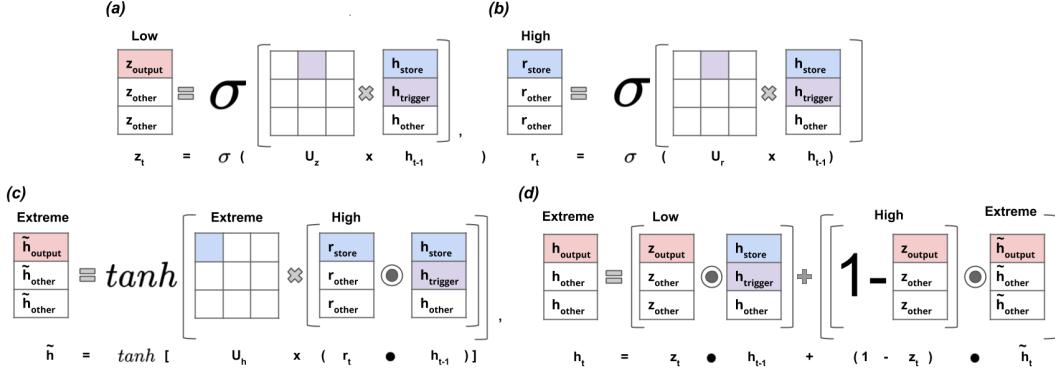 (a)
Low
z_output
z_other
z_other
= σ
×
h_store
h_trigger
h_other
,
z_t = σ ( U_z x h_t-1 )
(b)
High
r_store
r_other
r_other
= σ
×
h_store
h_trigger
h_other
r_t = σ ( U_r x h_t-1)
(c)
Extreme
h̃_output
h̃_other
h̃_other
= tanh
Extreme
×
High
r_store
r_other
r_other
h_store
h_trigger
h_other
,
h̃ = tanh [ U_h x ( r_t ● h_t-1 ) ]
(d)
Extreme
h_output
h_other
h_other
=
Low
z_output
z_other
z_other
h_store
h_trigger
h_other
+
High
1-
z_output
z_other
z_other
Extreme
h̃_output
h̃_other
h̃_other
h_t = z_t ● h_t-1 + ( 1 - z_t ) ● h̃_t